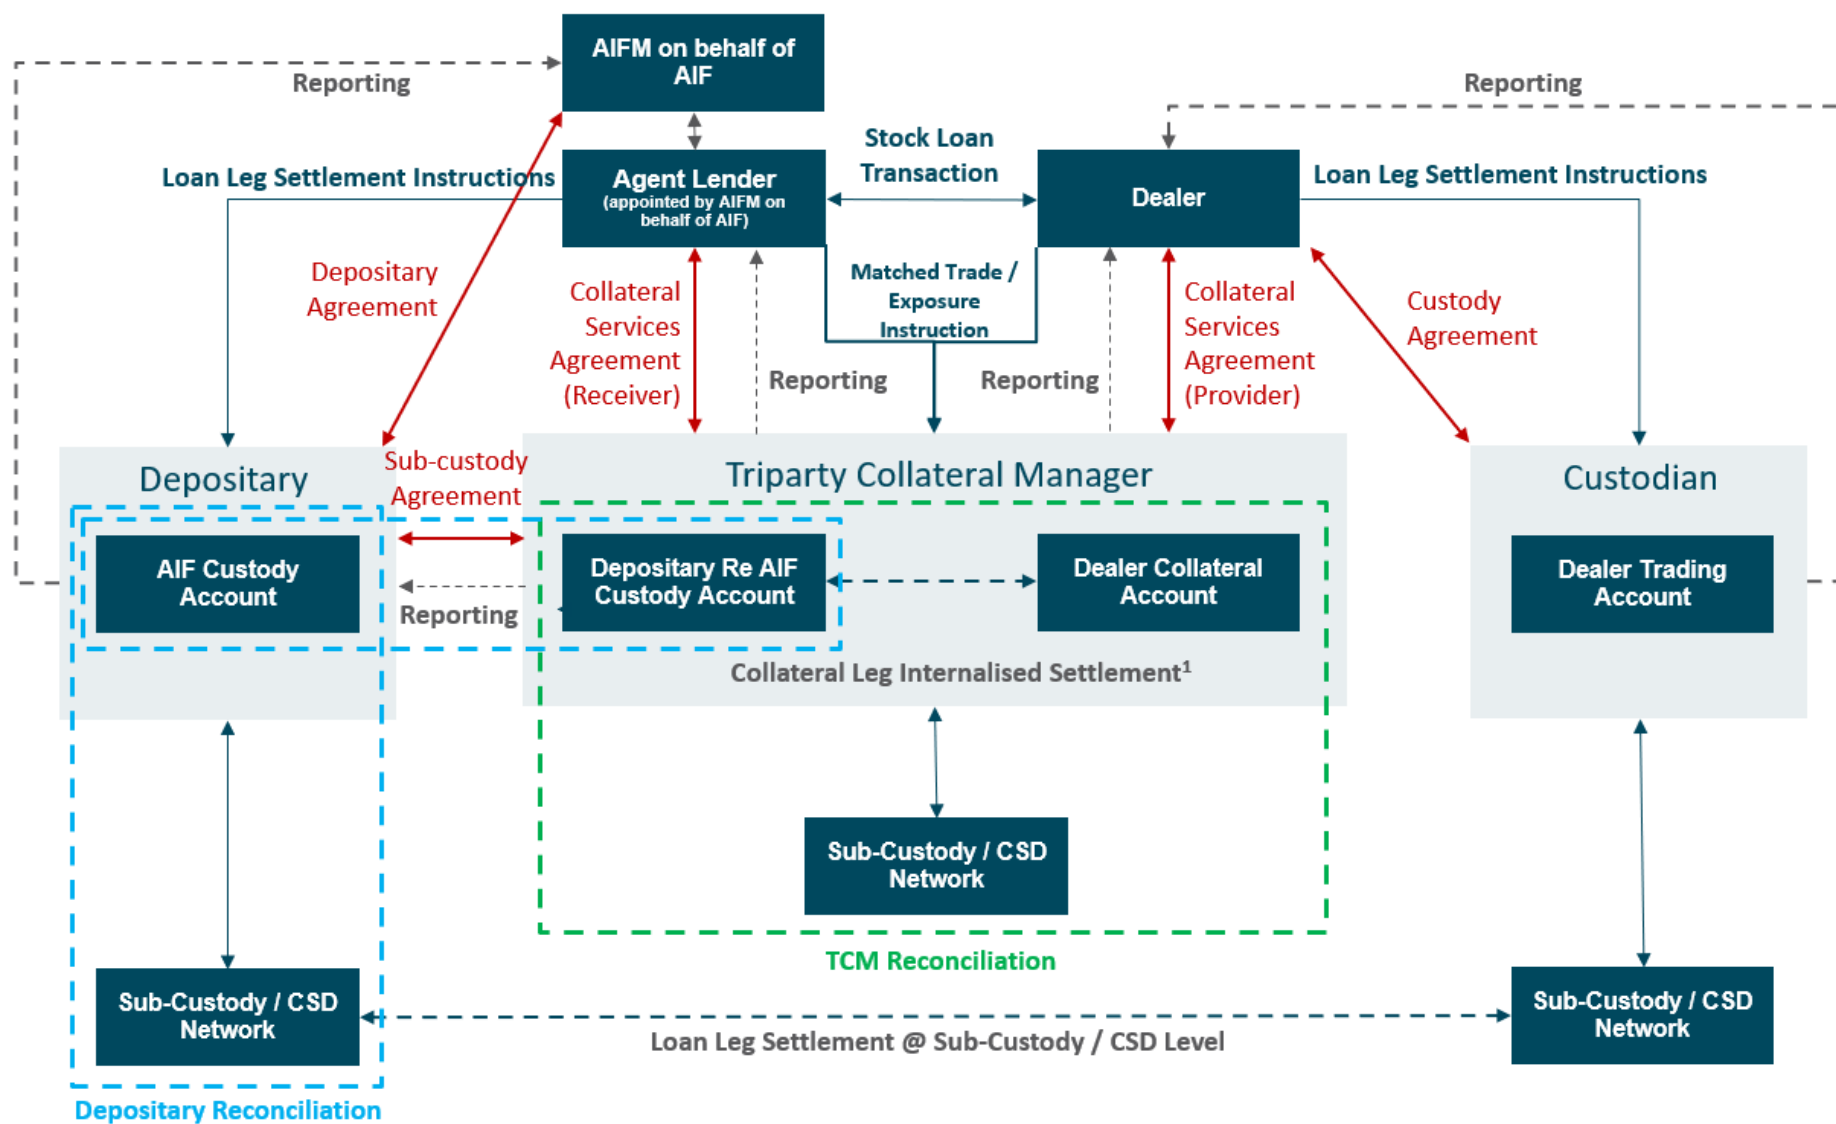 AIFM on behalf of
AIF
Reporting
Reporting
Stock Loan
Transaction
Loan Leg Settlement Instructions
Agent Lender
(appointed by AIFM on
behalf of AIF)
Dealer
Loan Leg Settlement Instructions
Depositary
Agreement
Collateral
Services
Agreement
(Receiver)
Matched Trade /
Exposure
Instruction
Collateral
Services
Agreement
(Provider)
Custody
Agreement
Reporting
Reporting
Depositary
Sub-custody
Agreement
Triparty Collateral Manager
Custodian
AIF Custody
Account
Depositary Re AIF
Custody Account
Dealer Collateral
Account
Dealer Trading
Account
Reporting
Collateral Leg Internalised Settlement¹
Sub-Custody / CSD
Network
TCM Reconciliation
Sub-Custody / CSD
Network
Sub-Custody / CSD
Network
Loan Leg Settlement @ Sub-Custody / CSD Level
Depositary Reconciliation